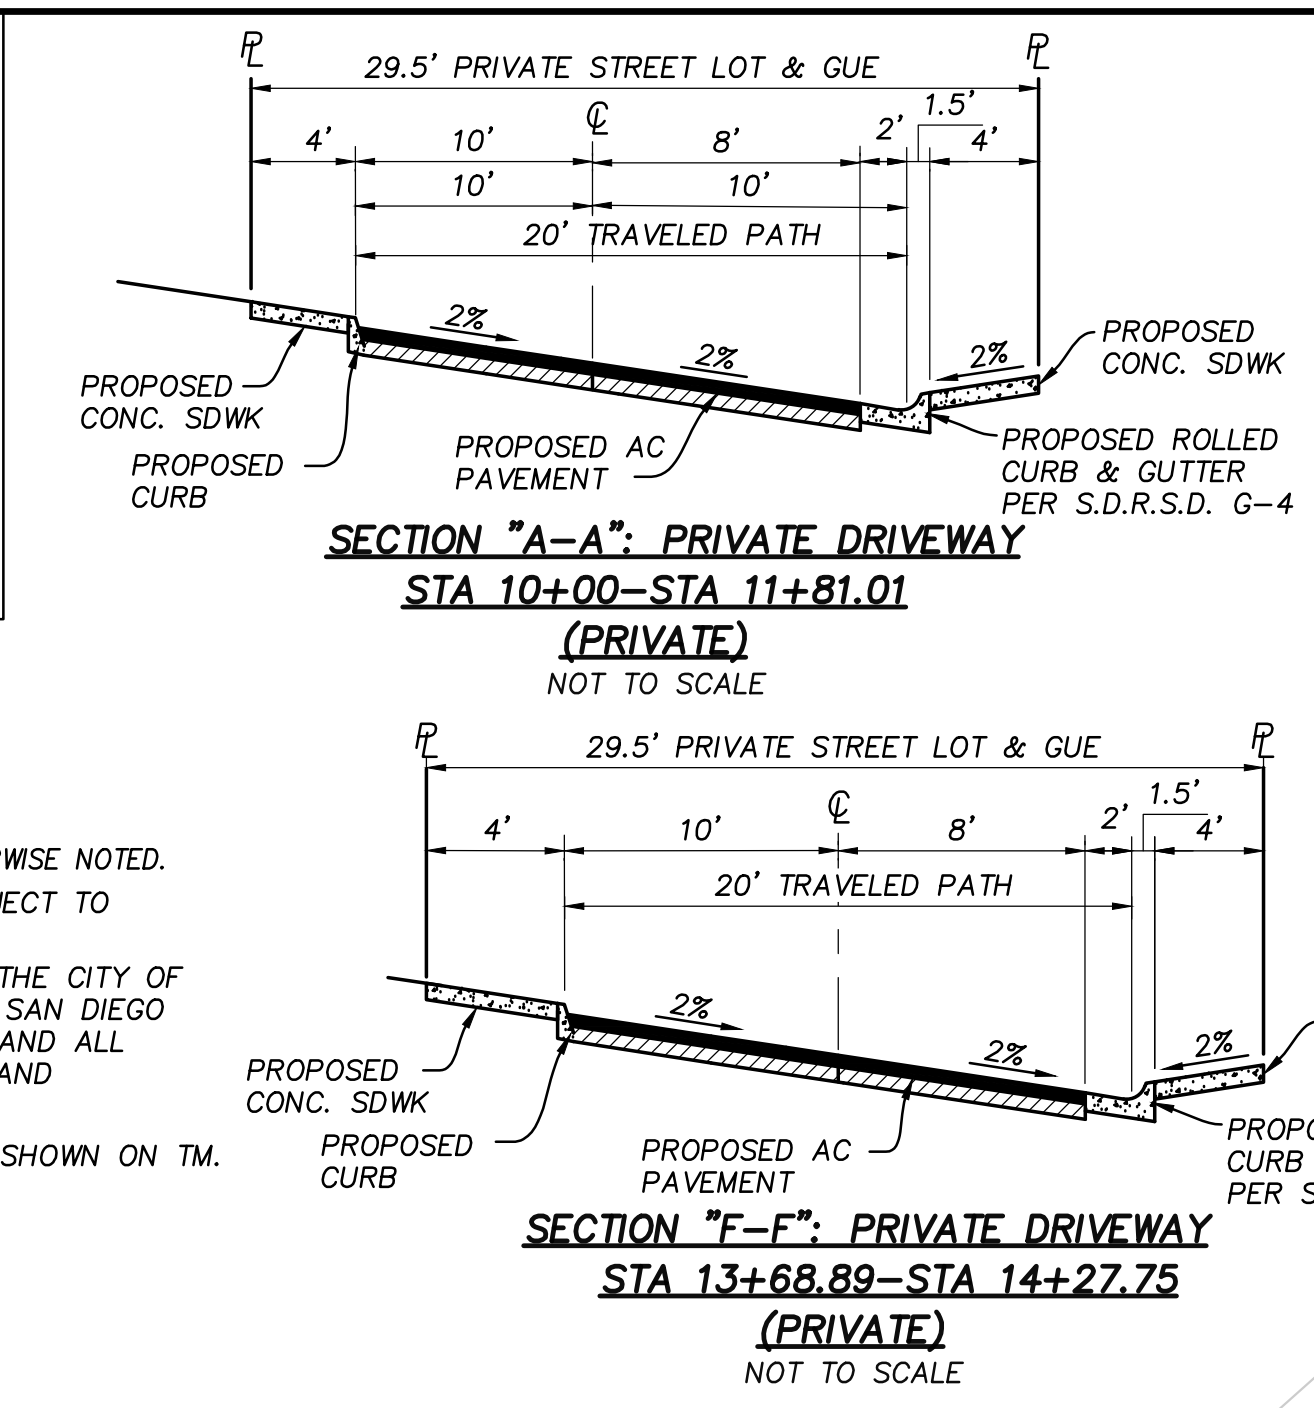 PL
PL
29.5' PRIVATE STREET LOT & GUE
CL
1.5'
4'
10'
8'
2'
4'
10'
10'
20' TRAVELED PATH
2%
2%
2%
PROPOSED
CONC. SDWK
PROPOSED
CONC. SDWK
PROPOSED
CURB
PROPOSED AC
PAVEMENT
PROPOSED ROLLED
CURB & GUTTER
PER S.D.R.S.D. G-4
SECTION "A-A": PRIVATE DRIVEWAY
STA 10+00-STA 11+81.01
(PRIVATE)
NOT TO SCALE
PL
PL
29.5' PRIVATE STREET LOT & GUE
CL
1.5'
4'
10'
8'
2'
4'
20' TRAVELED PATH
WISE NOTED.
JECT TO
THE CITY OF
SAN DIEGO
AND ALL
AND
SHOWN ON TM.
2%
2%
2%
PROPOSED
CONC. SDWK
PROPOSED
CURB
PROPOSED AC
PAVEMENT
PROPO
CURB
PER S
SECTION "F-F": PRIVATE DRIVEWAY
STA 13+68.89-STA 14+27.75
(PRIVATE)
NOT TO SCALE